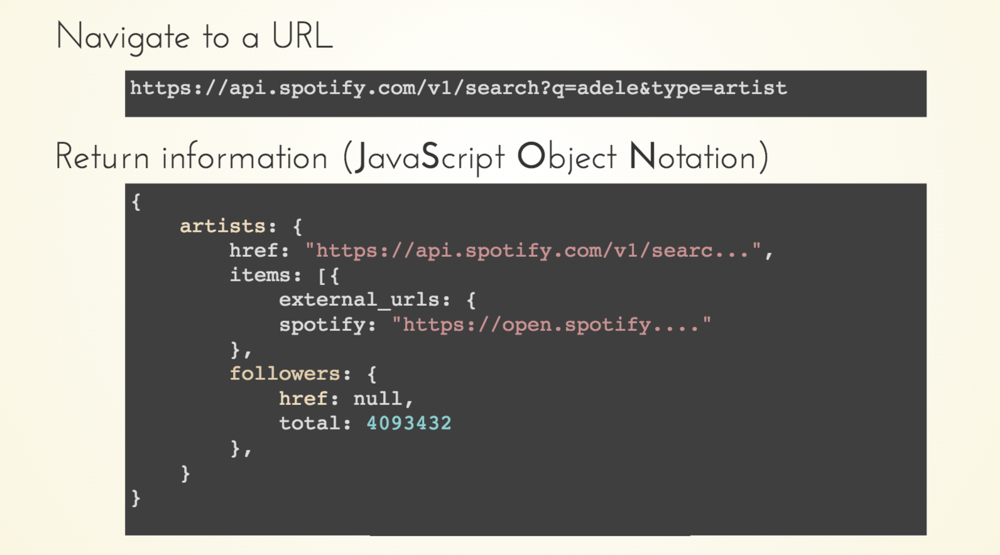 Navigate to a URL
https://api.spotify.com/v1/search?q=adele&type=artist
Return information (JavaScript Object Notation)
{
    artists: {
        href: "https://api.spotify.com/v1/searc...",
        items: [{
            external_urls: {
            spotify: "https://open.spotify...."
        },
        followers: {
            href: null,
            total: 4093432
        },
    }
}